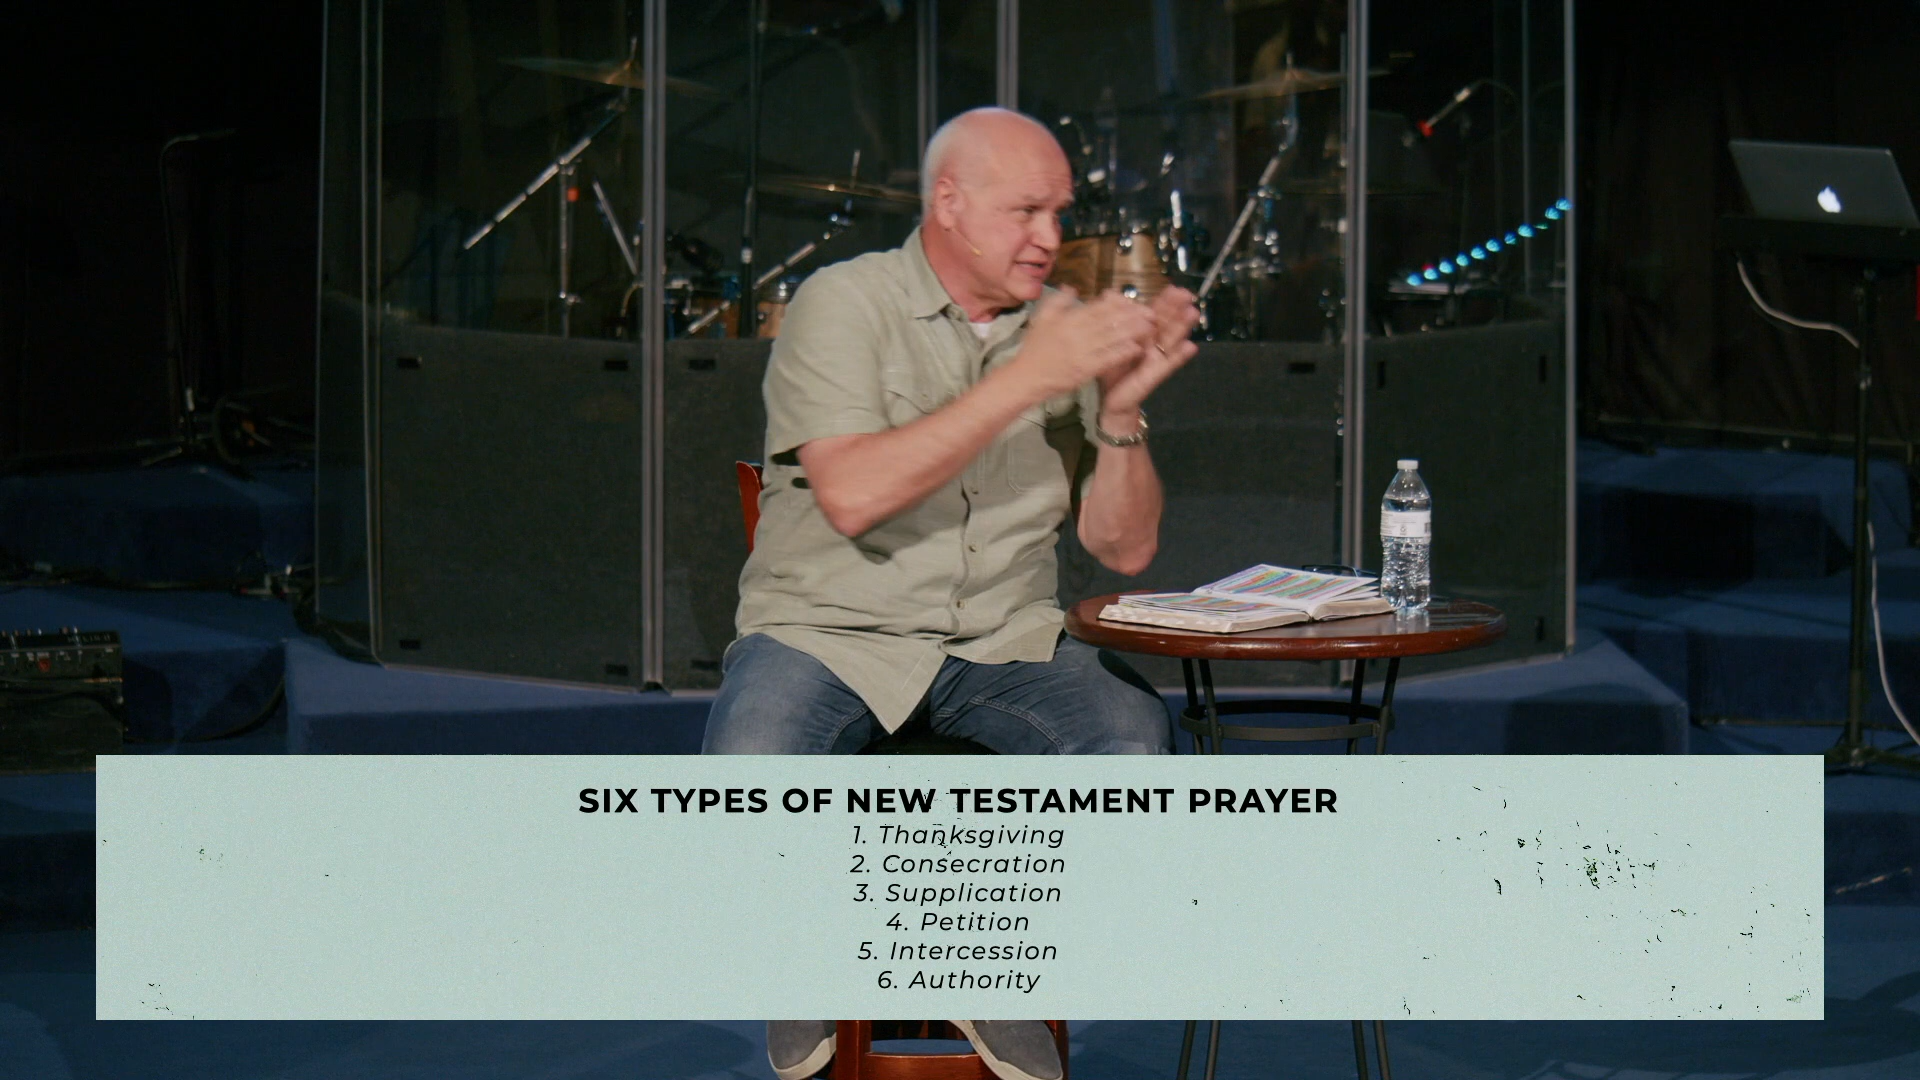 SIX TYPES OF NEW TESTAMENT PRAYER
1. Thanksgiving
2. Consecration
3. Supplication
4. Petition
5. Intercession
6. Authority